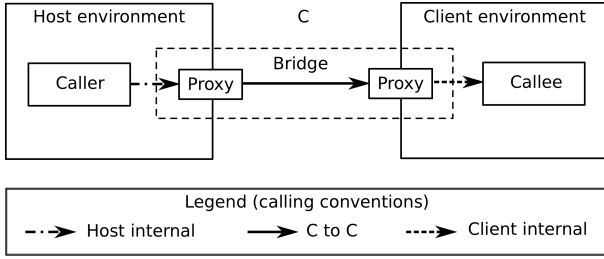 Host environment
C
Client environment
Bridge
Caller
Proxy
Proxy
Callee
Legend (calling conventions)
Host internal
C to C
Client internal